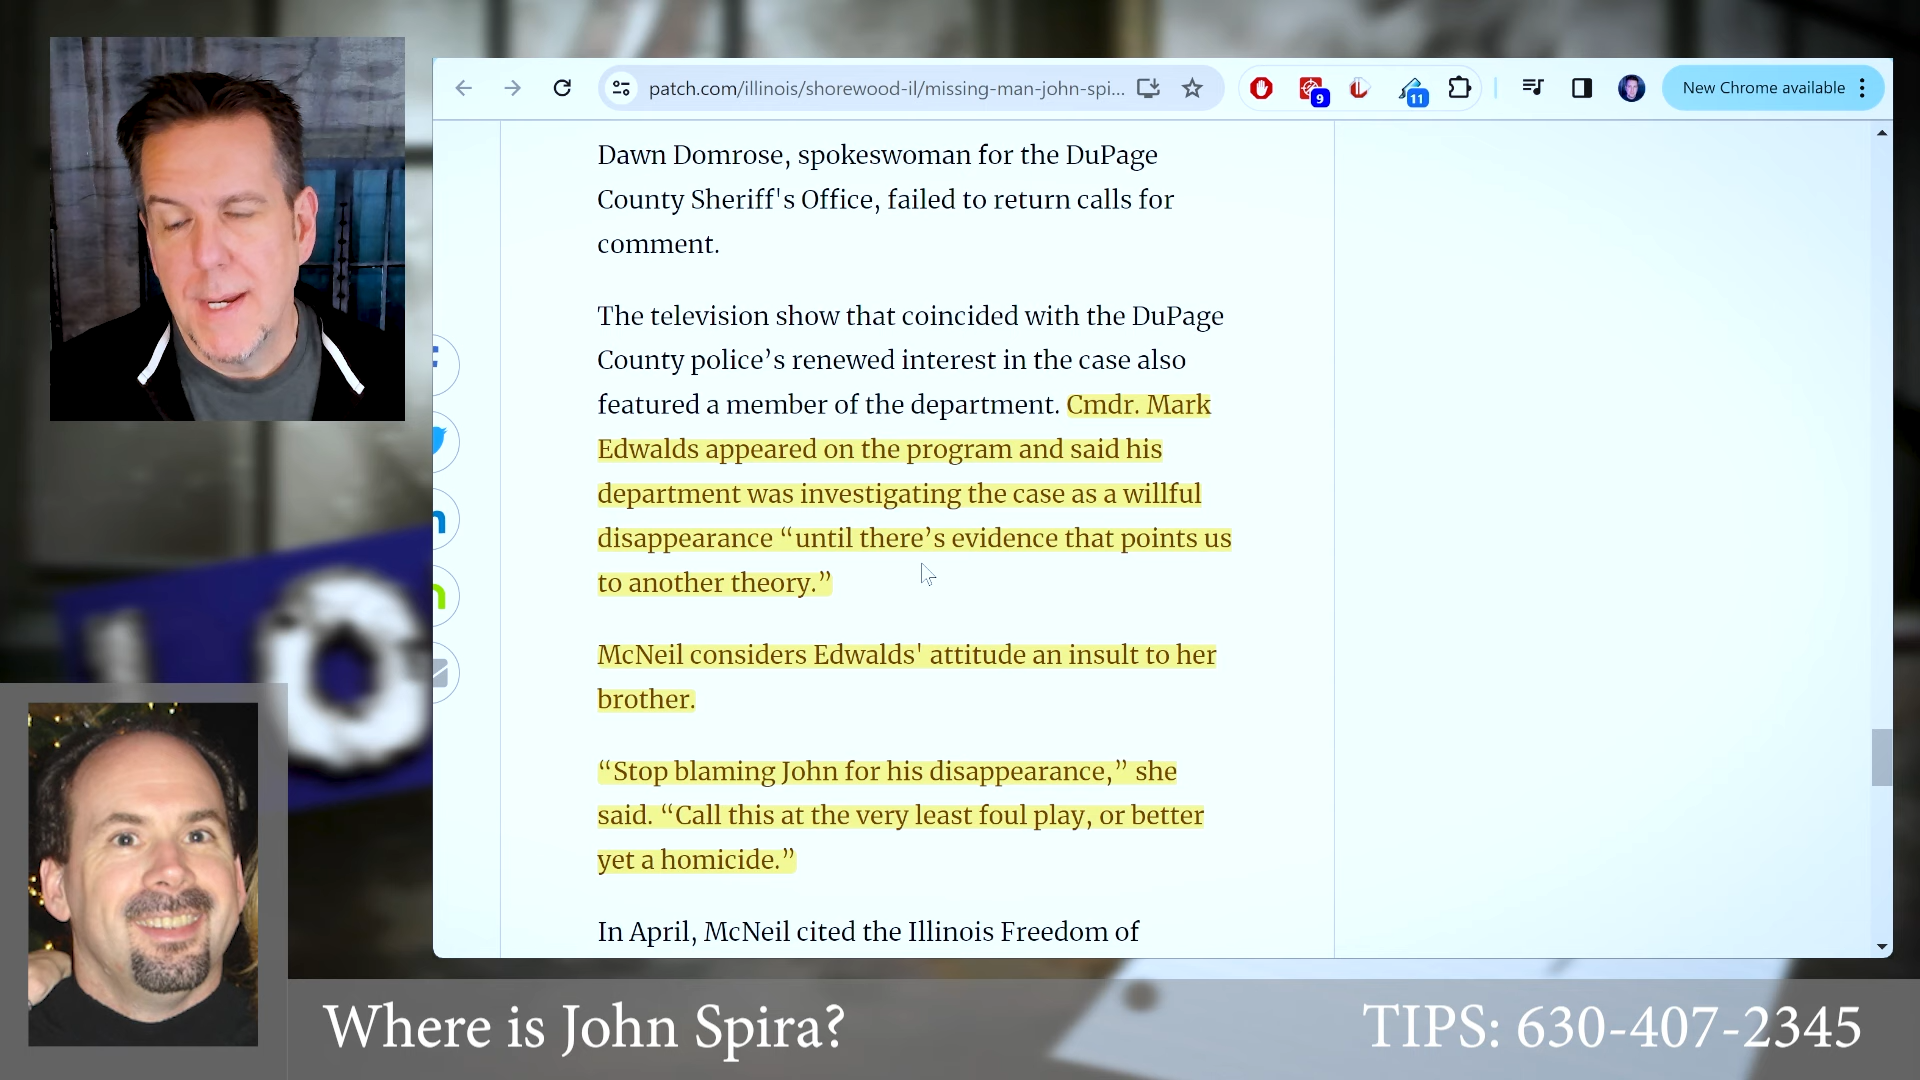 patch.com/illinois/shorewood-il/missing-man-john-spi...
9
11
New Chrome available
Dawn Domrose, spokeswoman for the DuPage
County Sheriff's Office, failed to return calls for
comment.
The television show that coincided with the DuPage
County police’s renewed interest in the case also
featured a member of the department. Cmdr. Mark
Edwalds appeared on the program and said his
department was investigating the case as a willful
disappearance “until there’s evidence that points us
to another theory.”
McNeil considers Edwalds' attitude an insult to her
brother.
“Stop blaming John for his disappearance,” she
said. “Call this at the very least foul play, or better
yet a homicide.”
In April, McNeil cited the Illinois Freedom of
Where is John Spira?
TIPS: 630-407-2345